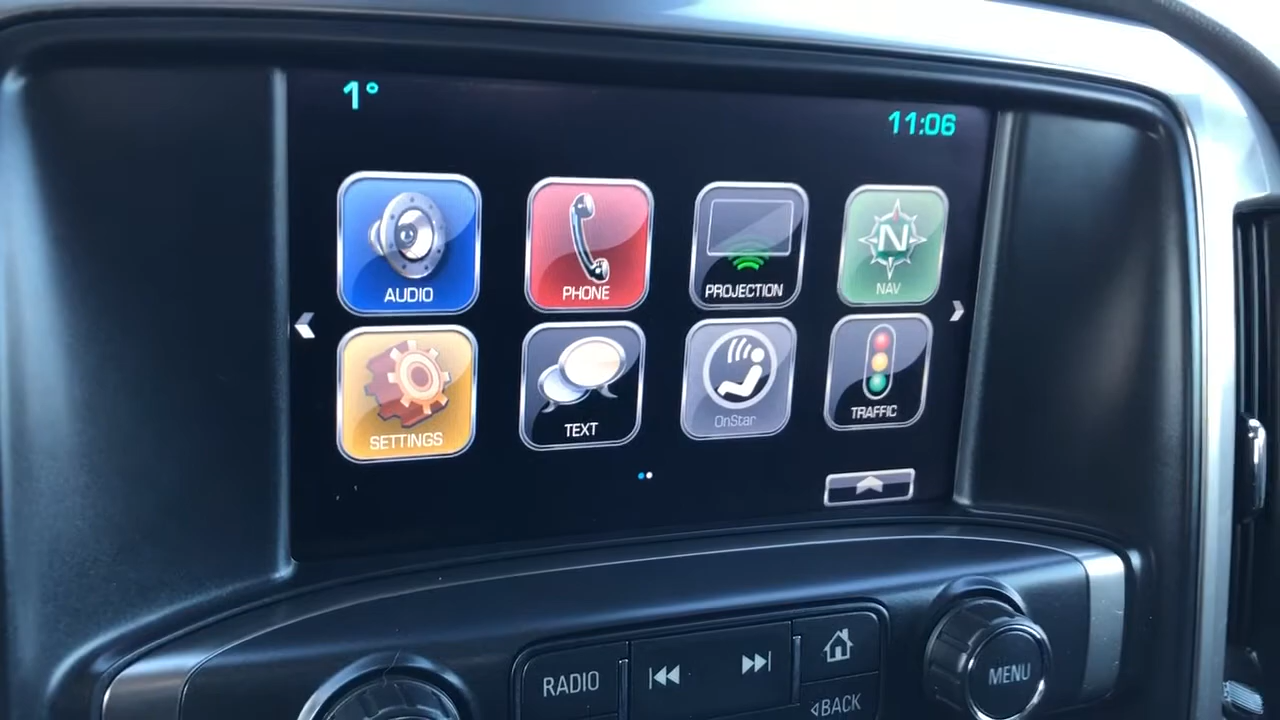 1°
11:06
AUDIO
PHONE
PROJECTION
N
NAV
SETTINGS
TEXT
OnStar
TRAFFIC
RADIO
MENU
BACK